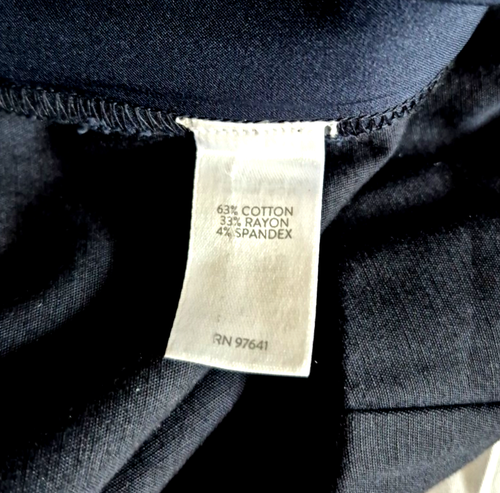 63% COTTON
33% RAYON
4% SPANDEX
RN 97641